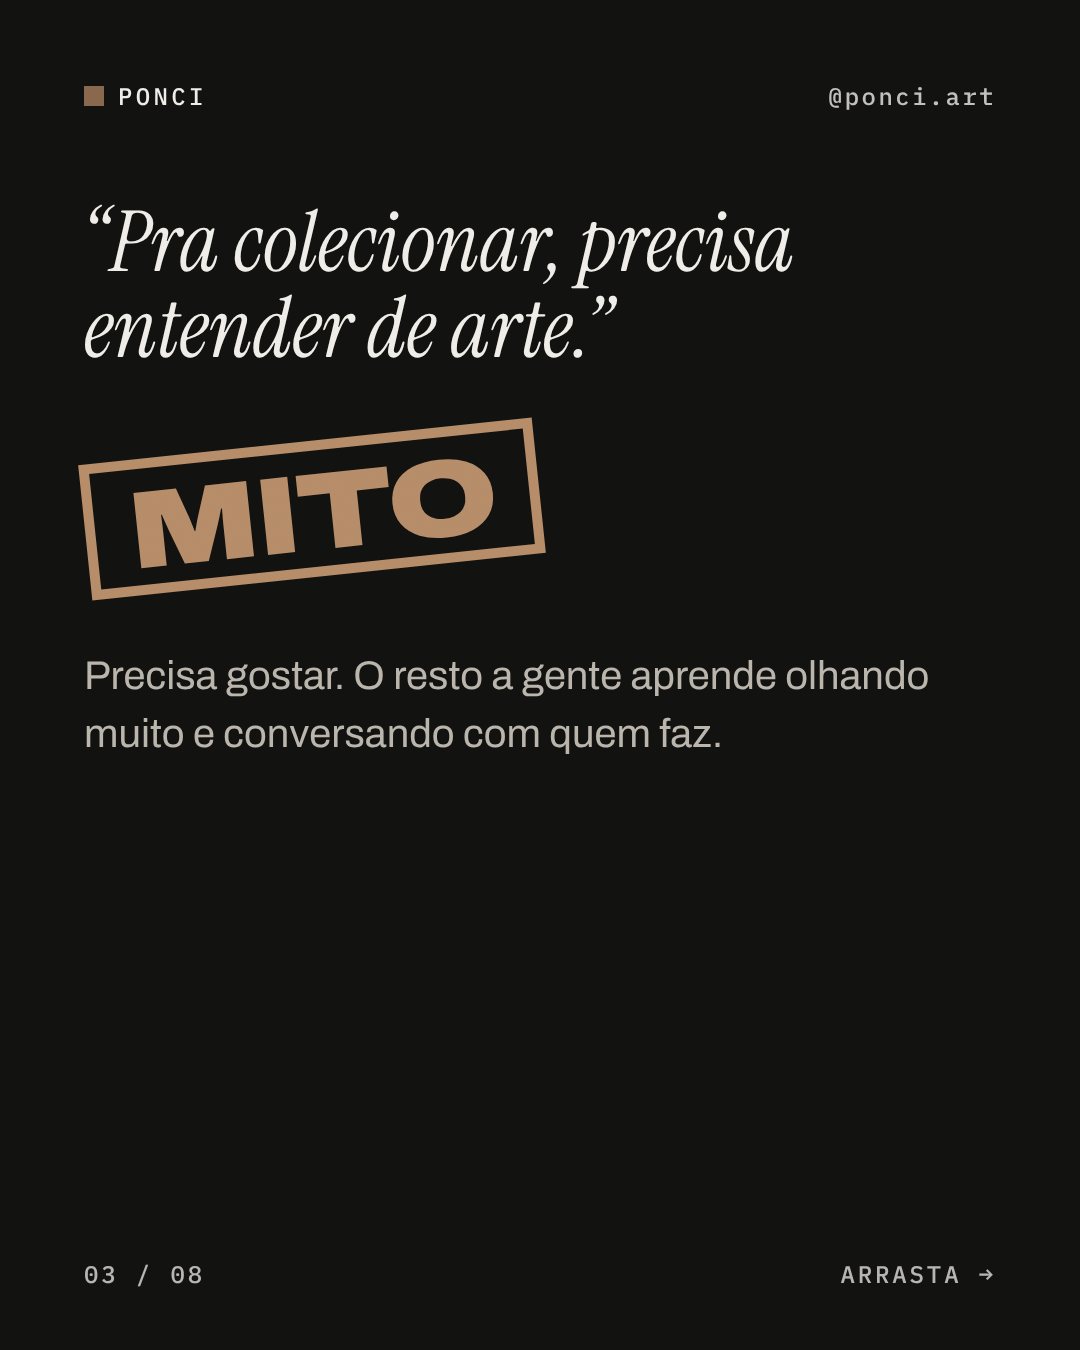 PONCI
@ponci.art
“Pra colecionar, precisa
entender de arte.”
MITO
Precisa gostar. O resto a gente aprende olhando
muito e conversando com quem faz.
03 / 08
ARRASTA →